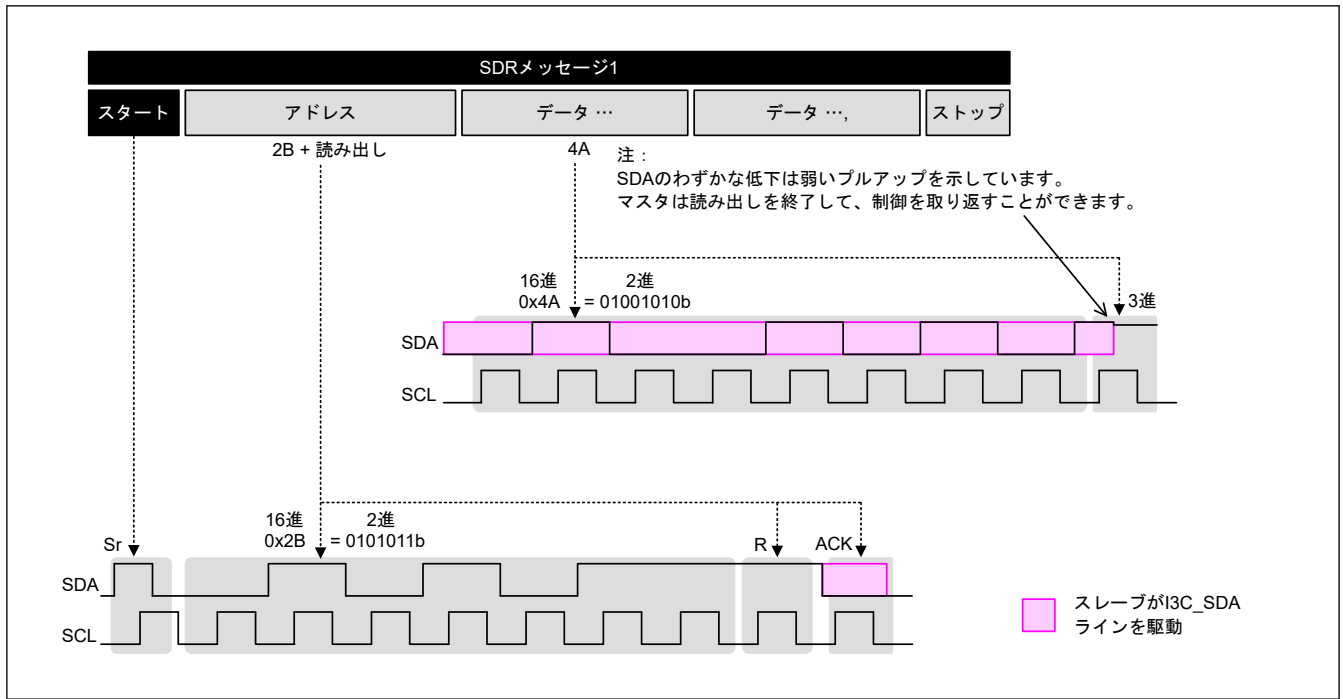 SDRメッセージ1
スタート
アドレス
データ …
データ …,
ストップ
2B + 読み出し
4A
注：
SDAのわずかな低下は弱いプルアップを示しています。
マスタは読み出しを終了して、制御を取り返すことができます。
16進 2進
0x4A = 01001010b
3進
SDA
SCL
16進 2進
0x2B = 0101011b
Sr
R
ACK
SDA
SCL
スレーブがI3C_SDA
ラインを駆動